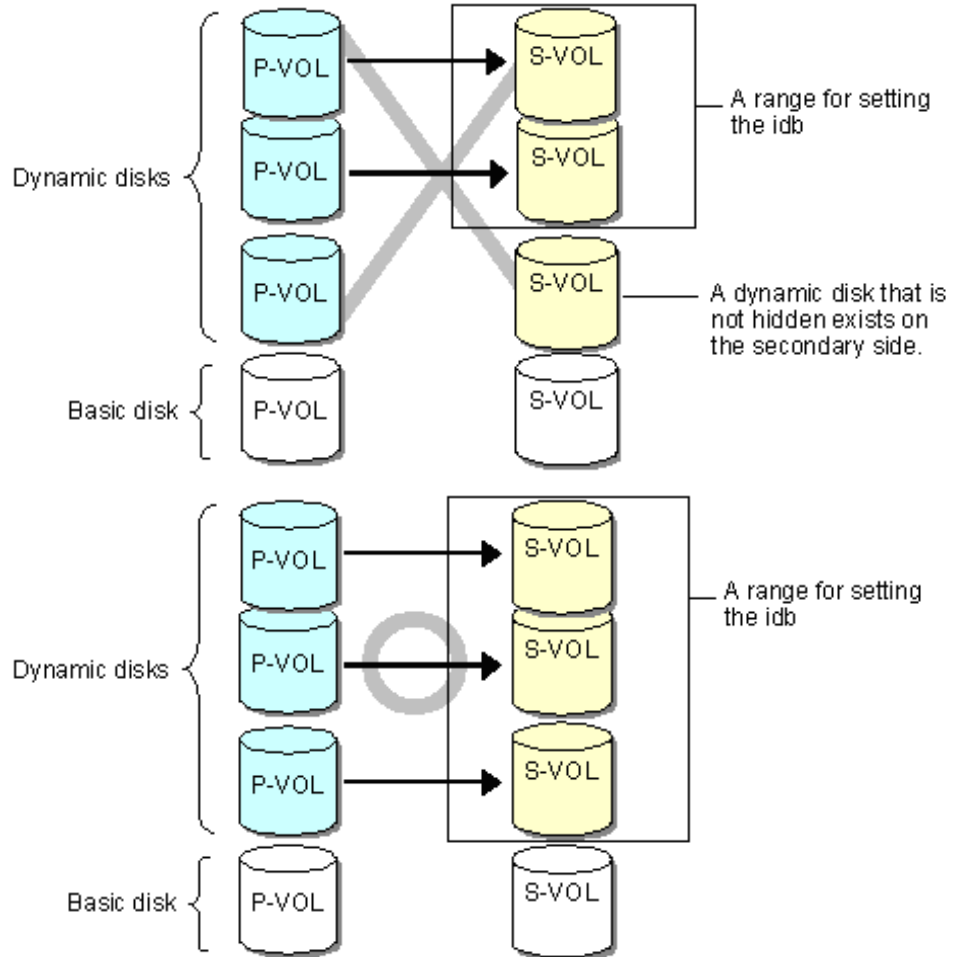 P-VOL
S-VOL
A range for setting
the idb
Dynamic disks
P-VOL
S-VOL
P-VOL
S-VOL
A dynamic disk that is
not hidden exists on
the secondary side.
Basic disk
P-VOL
S-VOL
P-VOL
S-VOL
A range for setting
the idb
Dynamic disks
P-VOL
S-VOL
P-VOL
S-VOL
Basic disk
P-VOL
S-VOL